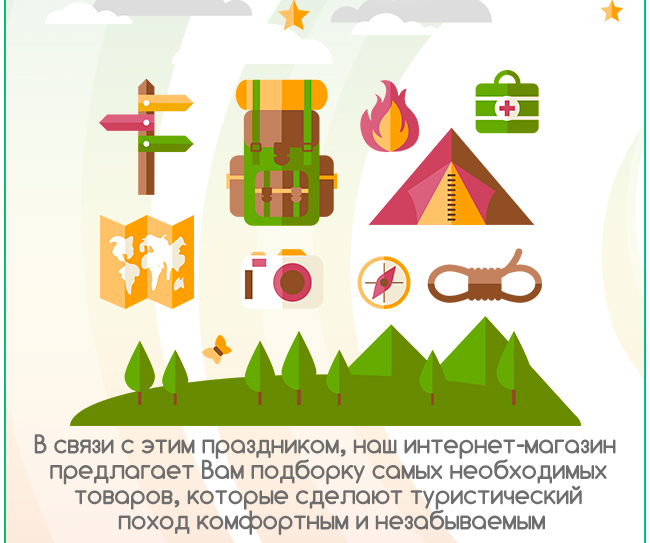 В связи с этим праздником, наш интернет-магазин
предлагает Вам подборку самых необходимых
товаров, которые сделают туристический
поход комфортным и незабываемым